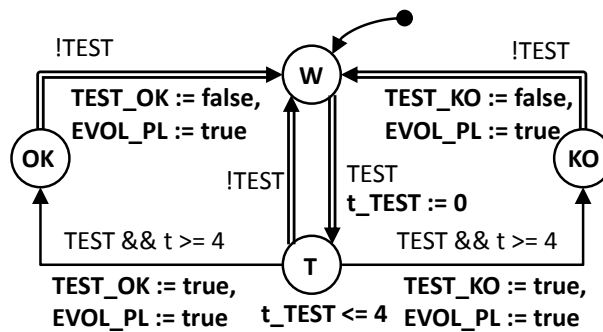 !TEST
!TEST
W
TEST_OK := false,
EVOL_PL := true
TEST_KO := false,
EVOL_PL := true
OK
KO
!TEST
TEST
t_TEST := 0
TEST && t >= 4
TEST && t >= 4
T
TEST_OK := true,
EVOL_PL := true
t_TEST <= 4
TEST_KO := true,
EVOL_PL := true